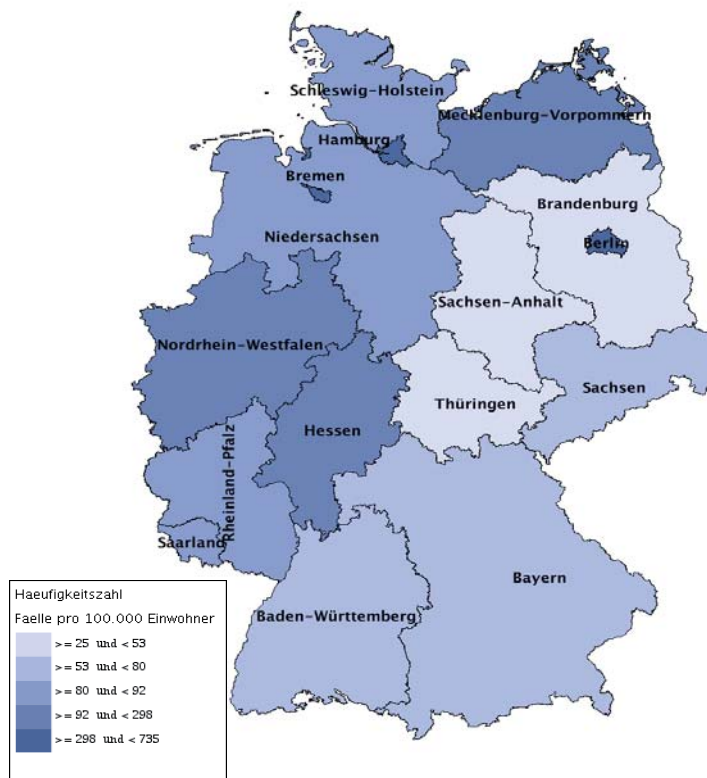 Schleswig-Holstein
Mecklenburg-Vorpommern
Hamburg
Bremen
Brandenburg
Niedersachsen
Berlin
Sachsen-Anhalt
Nordrhein-Westfalen
Sachsen
Thüringen
Hessen
Rheinland-Pfalz
Saarland
Bayern
Baden-Württemberg
Haeufigkeitszahl
Faelle pro 100.000 Einwohner
>= 25 und < 53
>= 53 und < 80
>= 80 und < 92
>= 92 und < 298
>= 298 und < 735